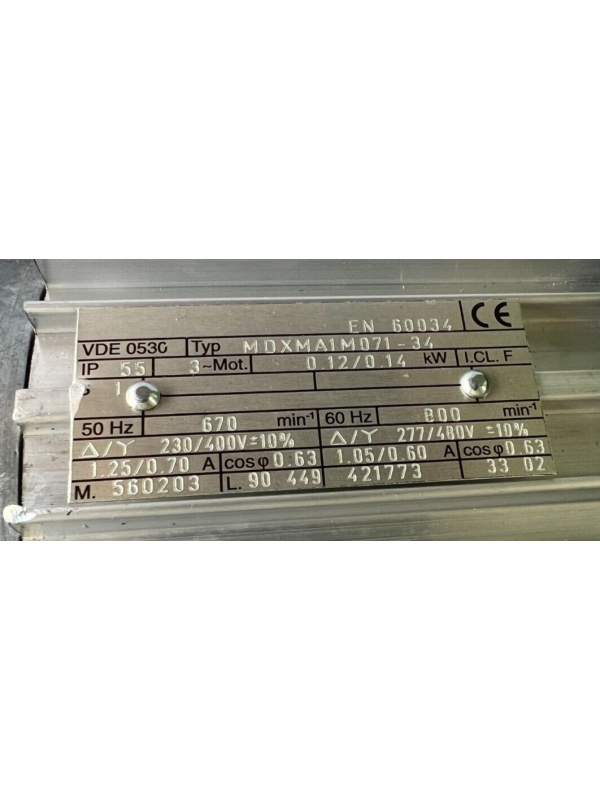 EN 60034 CE
VDE 0530 Typ MDXMA1M071-34
IP 55 3~Mot. 0.12/0.14 kW I.CL. F
S 1
50 Hz 670 min-1 60 Hz 800 min-1
Δ/Y 230/400V±10% Δ/Y 277/480V ±10%
1.25/0.70 A cosφ 0.63 1.05/0.60 A cosφ 0.63
M. 560203 L. 90 449 421773 33 02